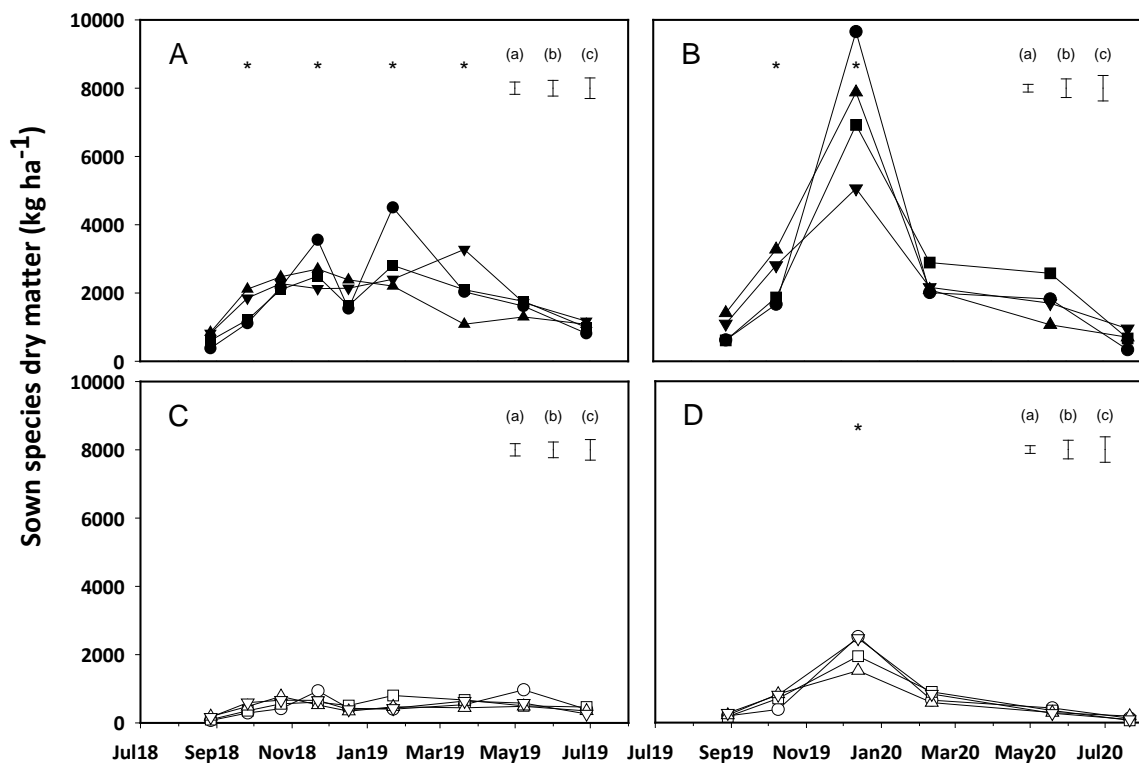 Sown species dry matter (kg ha⁻¹)
10000
8000
6000
4000
2000
0
A
* * * *
(a) (b) (c)
B
* *
(a) (b) (c)
10000
8000
6000
4000
2000
0
C
(a) (b) (c)
D
*
(a) (b) (c)
Jul18 Sep18 Nov18 Jan19 Mar19 May19 Jul19
Jul19 Sep19 Nov19 Jan20 Mar20 May20 Jul20